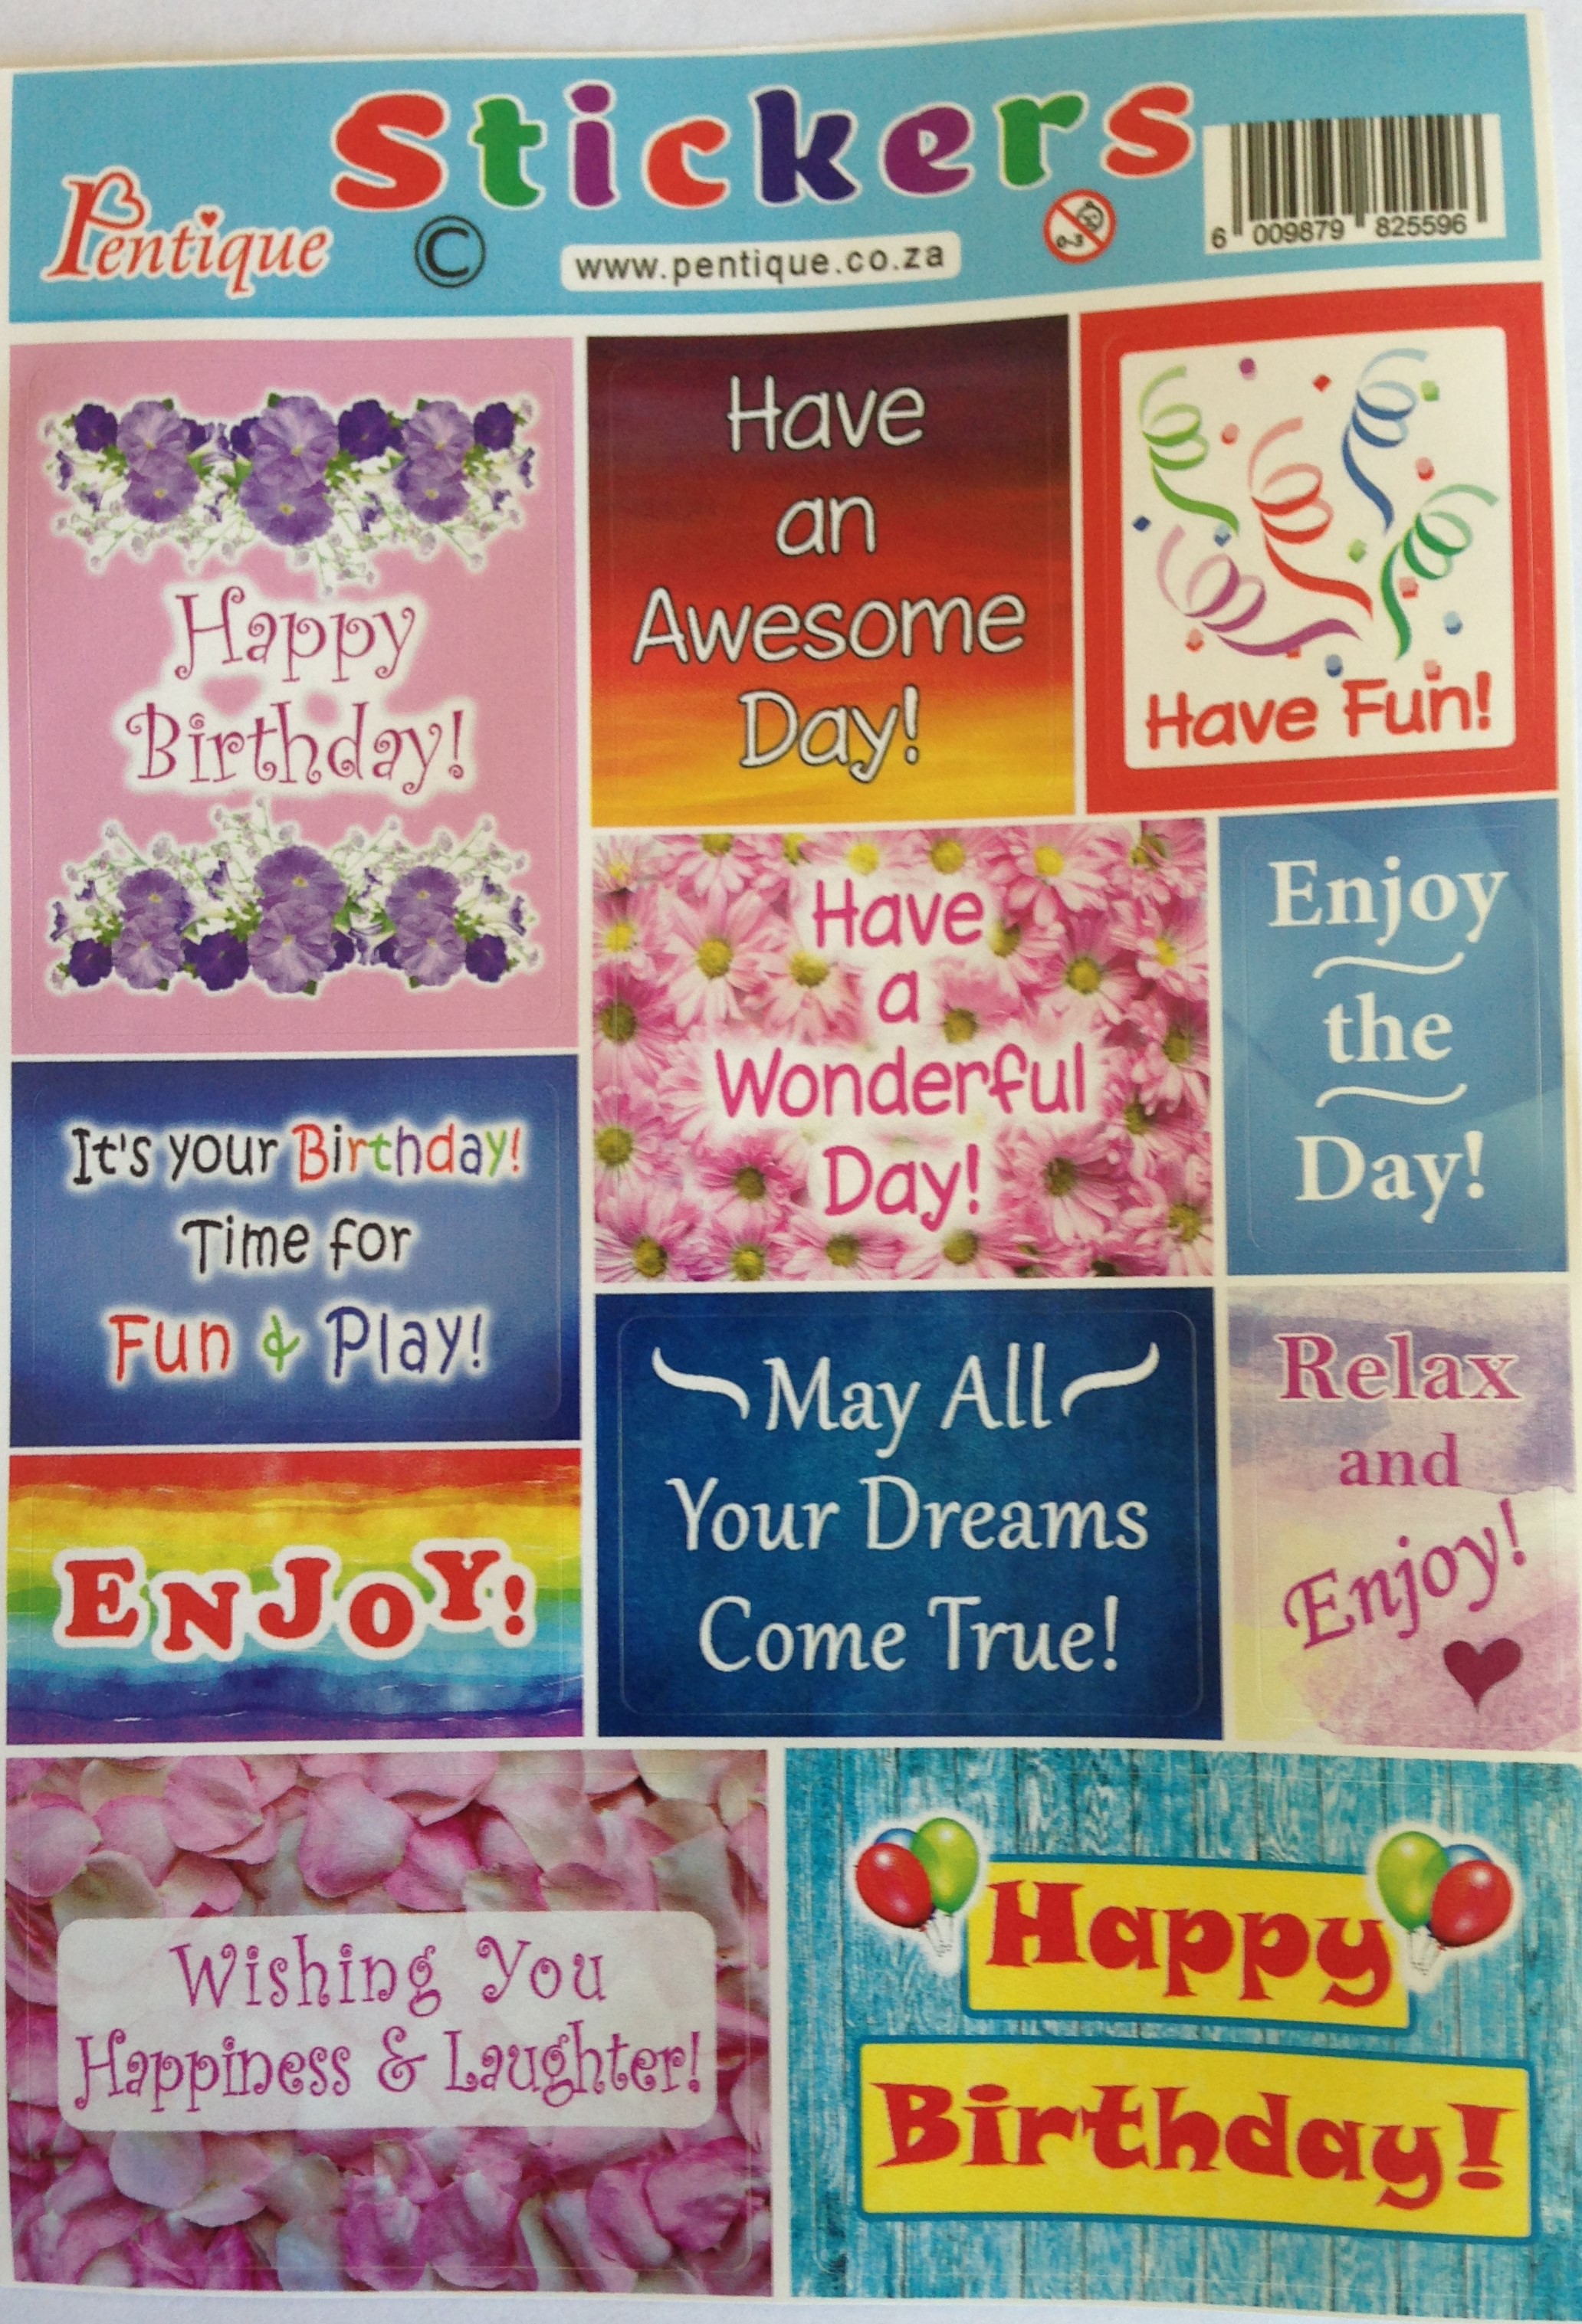 Stickers
Pentique
©
www.pentique.co.za
0-3
6 009879 825596
Happy
Birthday!
Have
an
Awesome
Day!
Have Fun!
Have
a
Wonderful
Day!
Enjoy
the
Day!
It's your Birthday!
Time for
Fun & Play!
ENJOY!
May All
Your Dreams
Come True!
Relax
and
Enjoy!
Wishing You
Happiness & Laughter!
Happy
Birthday!